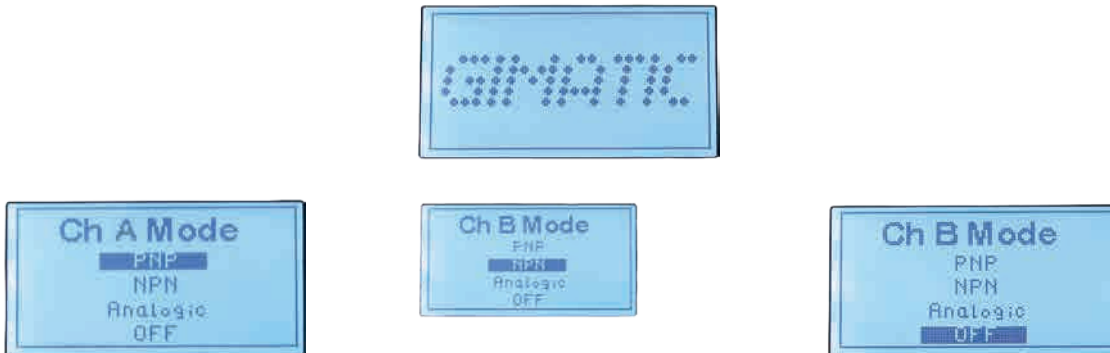 GIMATIC
Ch A Mode
PNP
NPN
Analogic
OFF
Ch B Mode
PNP
NPN
Analogic
OFF
Ch B Mode
PNP
NPN
Analogic
OFF